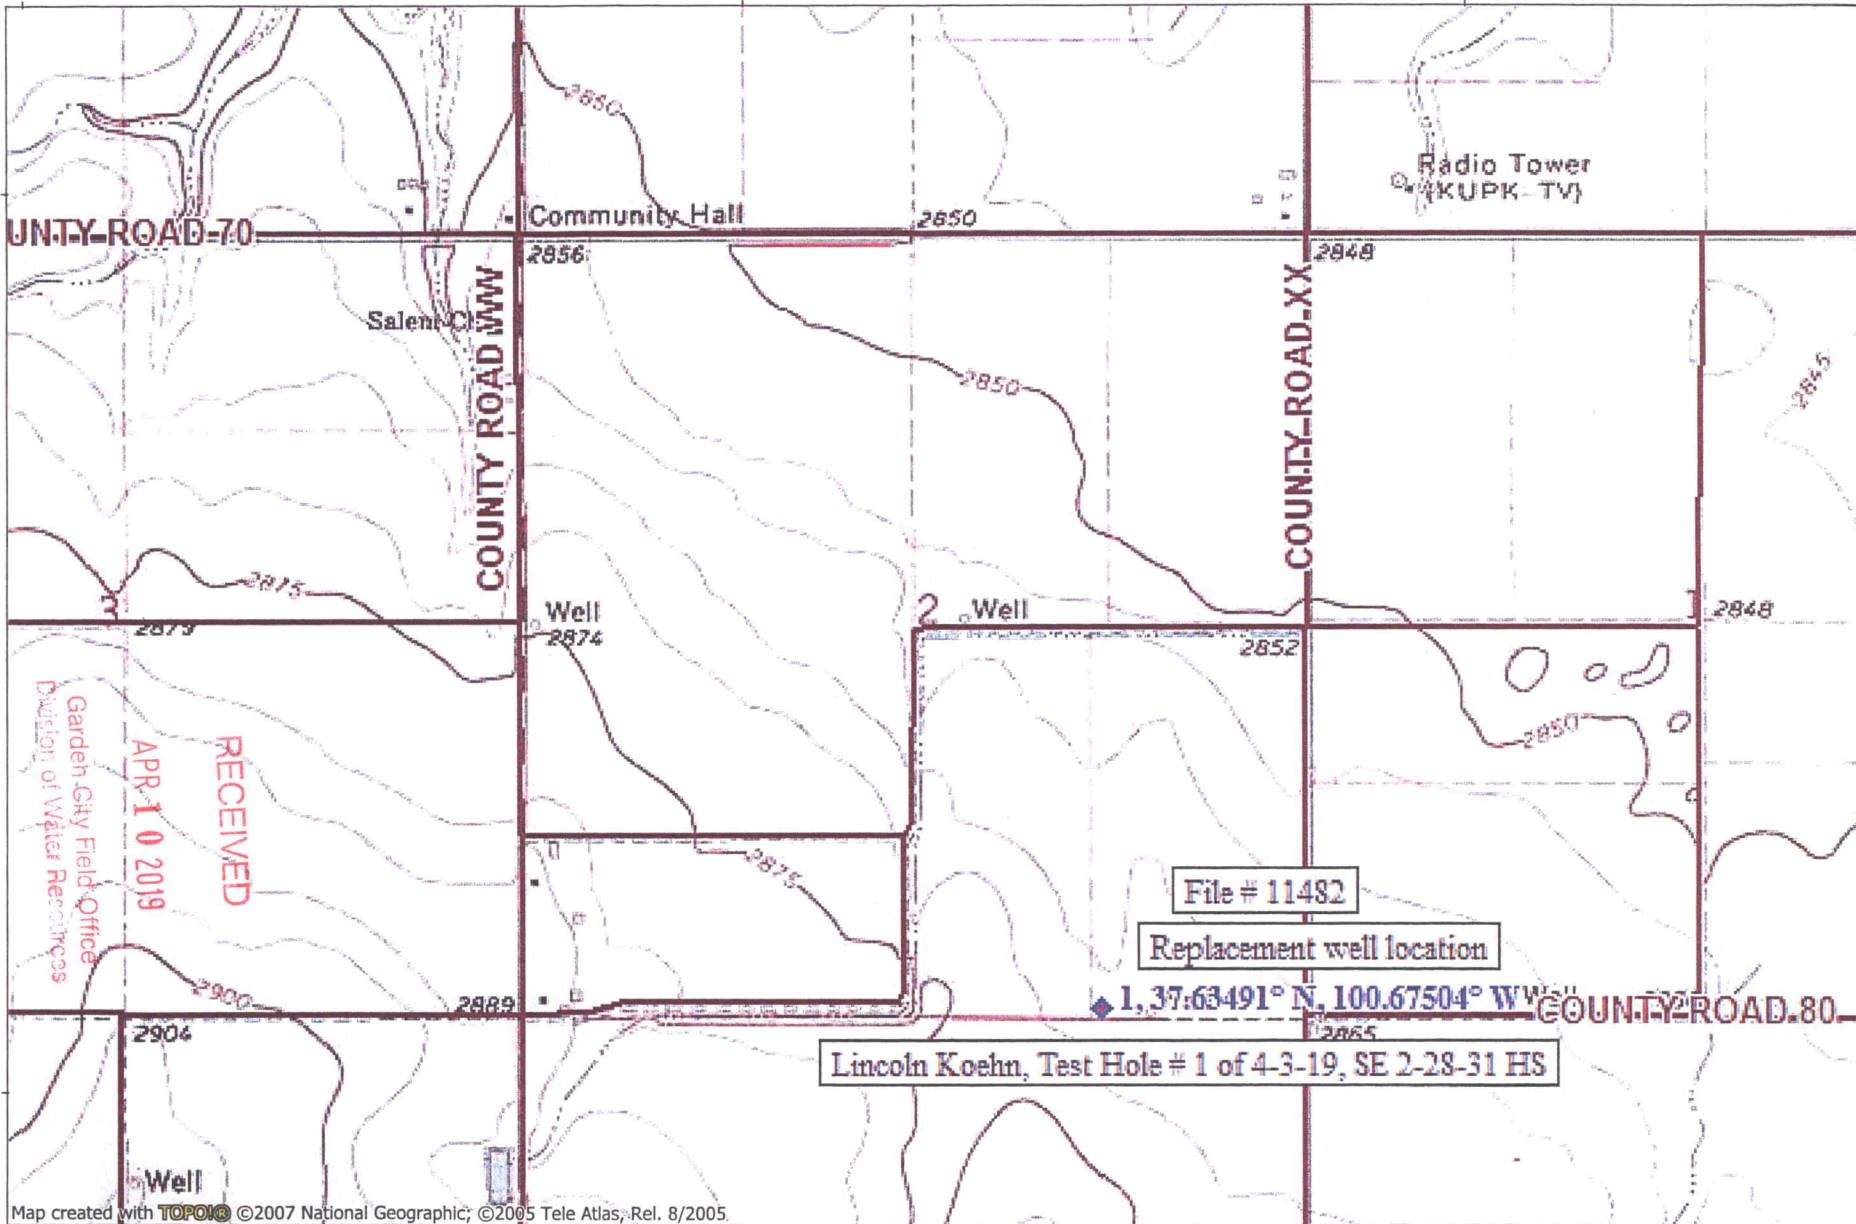 2850
Radio Tower
(KUPK-TV)
Community Hall
2850
UNTY ROAD 70
2856
2848
COUNTY ROAD WW
COUNTY ROAD XX
Salem
2850
2845
2875
3
2879
Well
2874
2
Well
2852
1
2848
2850
RECEIVED
APR 10 2019
Garden City Field Office
Division of Water Resources
2875
File # 11482
Replacement well location
1, 37.63491° N, 100.67504° W
Well
COUNTY ROAD 80
2900
2889
2904
2865
Lincoln Koehn, Test Hole # 1 of 4-3-19, SE 2-28-31 HS
Well
Map created with TOPO!® ©2007 National Geographic; ©2005 Tele Atlas, Rel. 8/2005